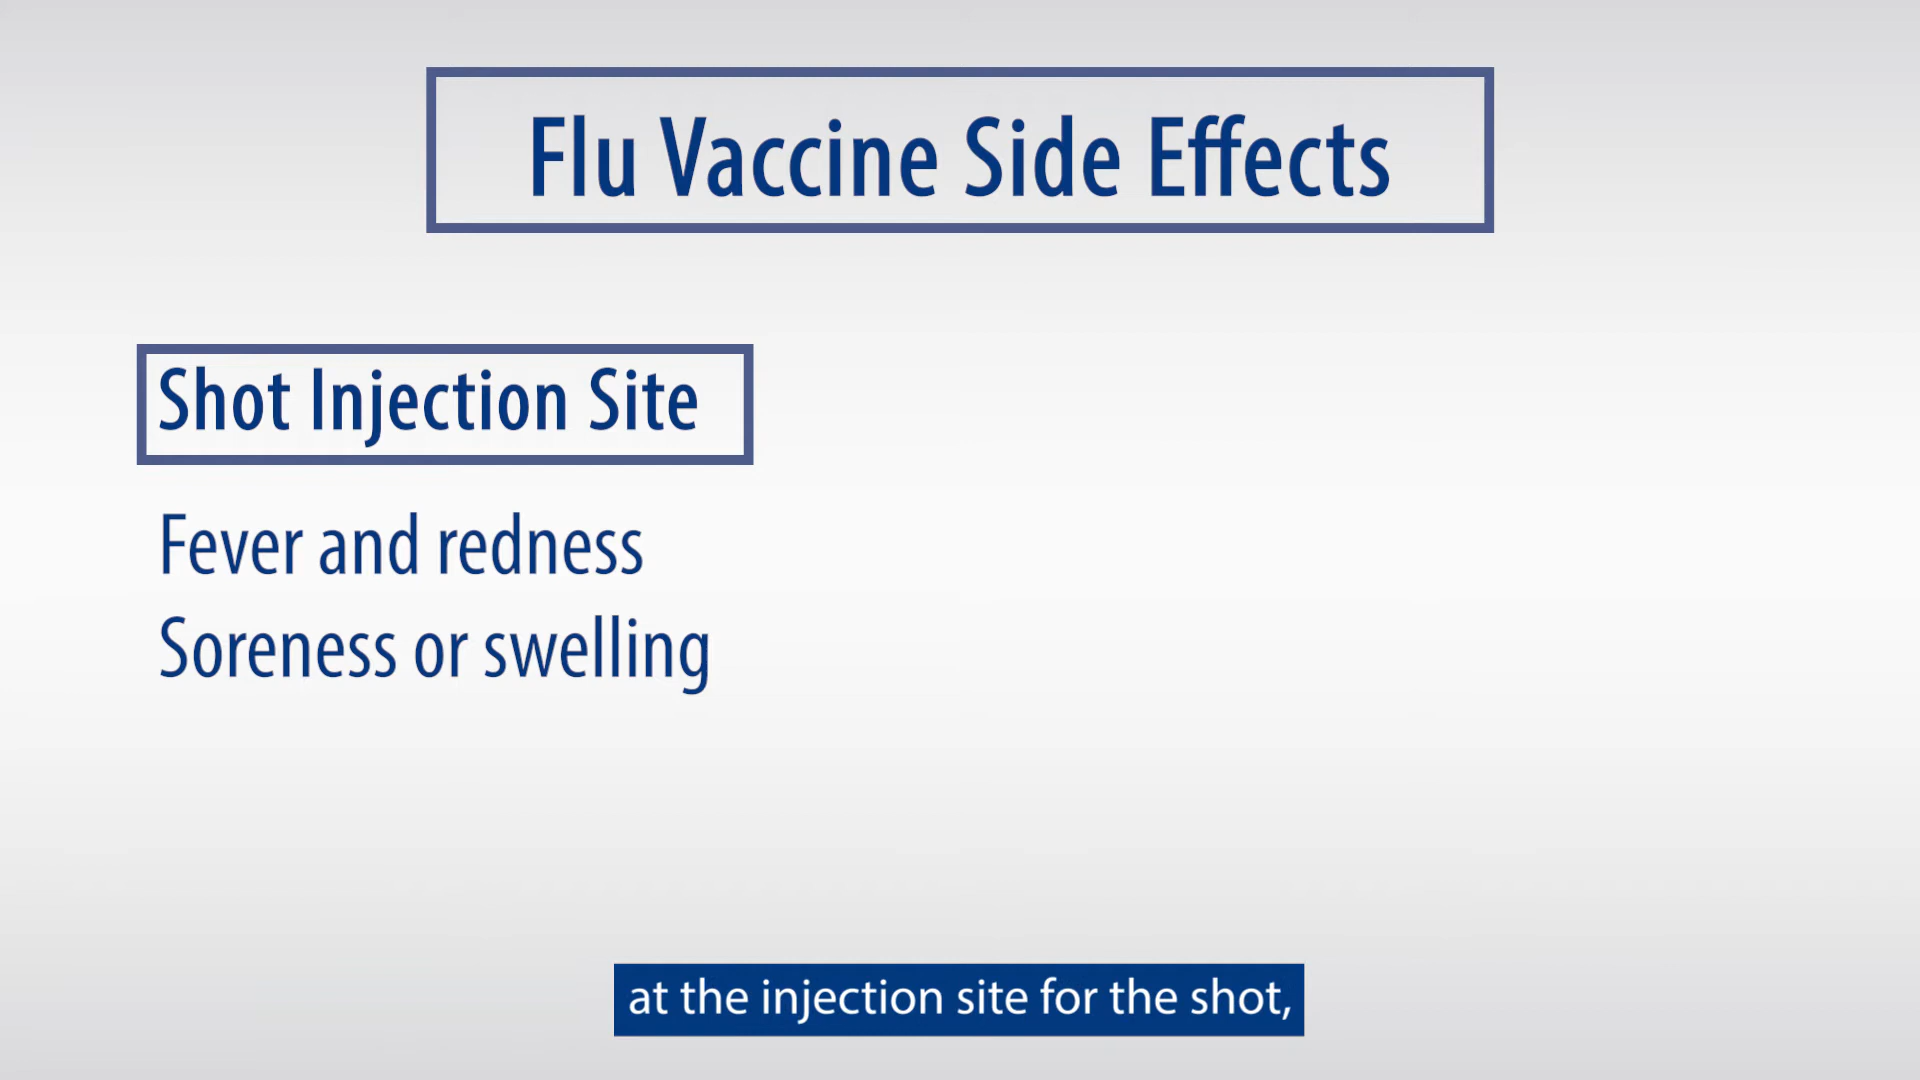 Flu Vaccine Side Effects
Shot Injection Site
Fever and redness
Soreness or swelling
at the injection site for the shot,